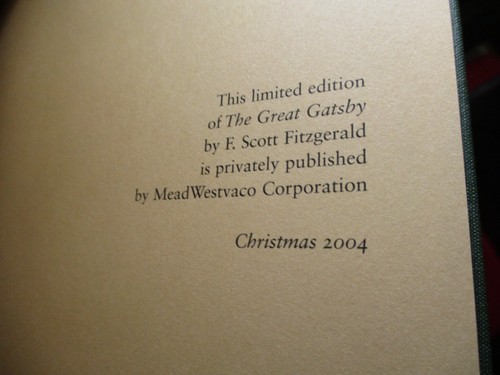 This limited edition
of The Great Gatsby
by F. Scott Fitzgerald
is privately published
by MeadWestvaco Corporation
Christmas 2004